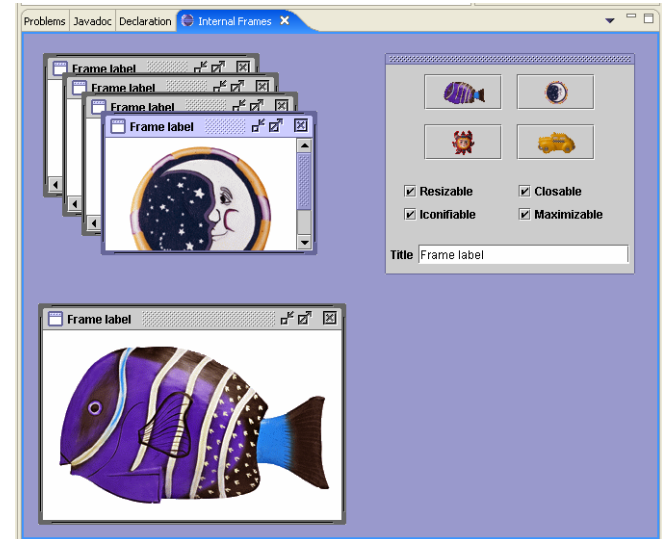 Problems Javadoc Declaration Internal Frames
Frame label
Frame label
Frame label
Frame label
Resizable Closable
Iconifiable Maximizable
Title Frame label
Frame label